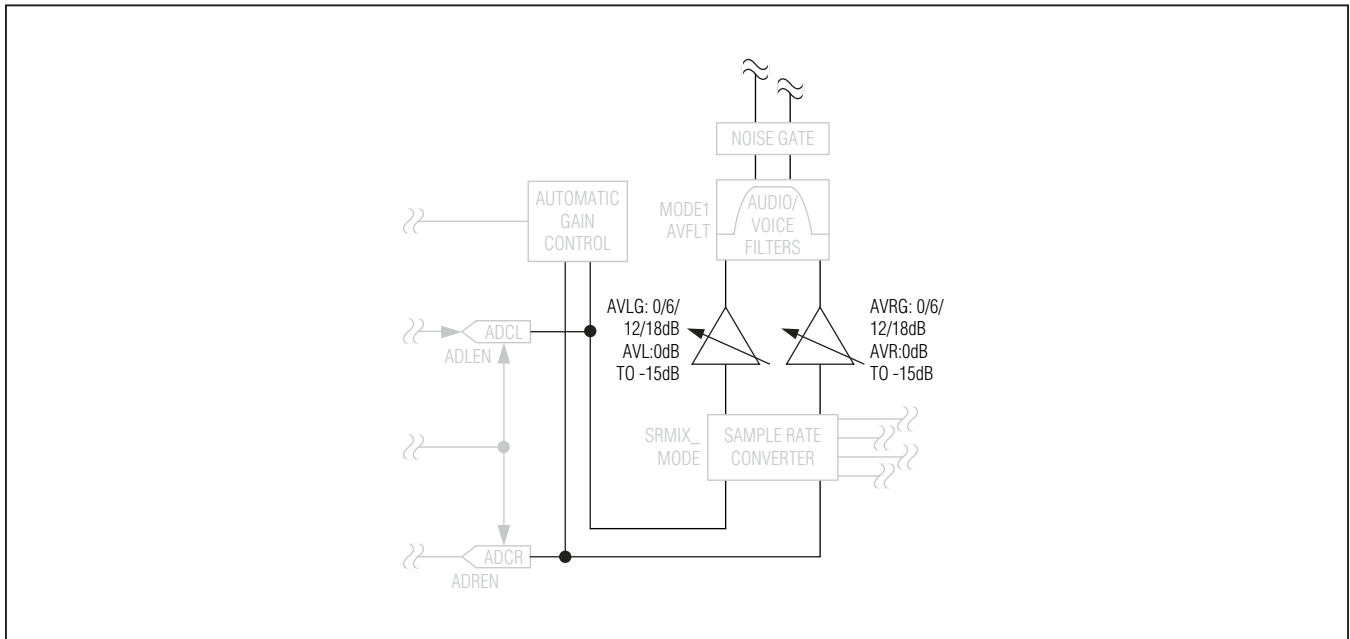 NOISE GATE
AUTOMATIC
GAIN
CONTROL
MODE1
AVFLT
AUDIO/
VOICE
FILTERS
AVLG: 0/6/
12/18dB
AVL:0dB
TO -15dB
AVRG: 0/6/
12/18dB
AVR:0dB
TO -15dB
ADCL
ADLEN
SRMIX_
MODE
SAMPLE RATE
CONVERTER
ADCR
ADREN